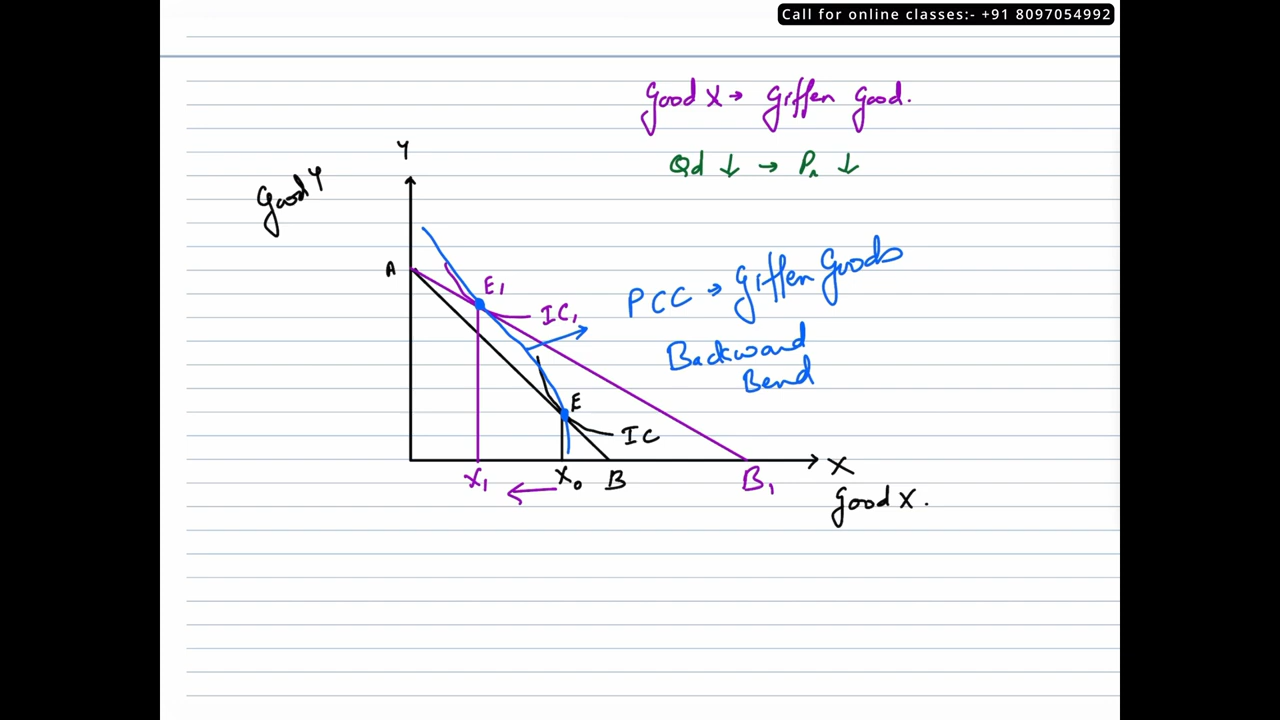 Call for online classes:- +91 8097054992
Good X → Giffen Good.
Qd ↓ → Px ↓
Y
Good Y
A
E1
IC1
PCC → Giffen Goods
Backward
Bend
E
IC
X1
X0
B
B1
X
Good X.